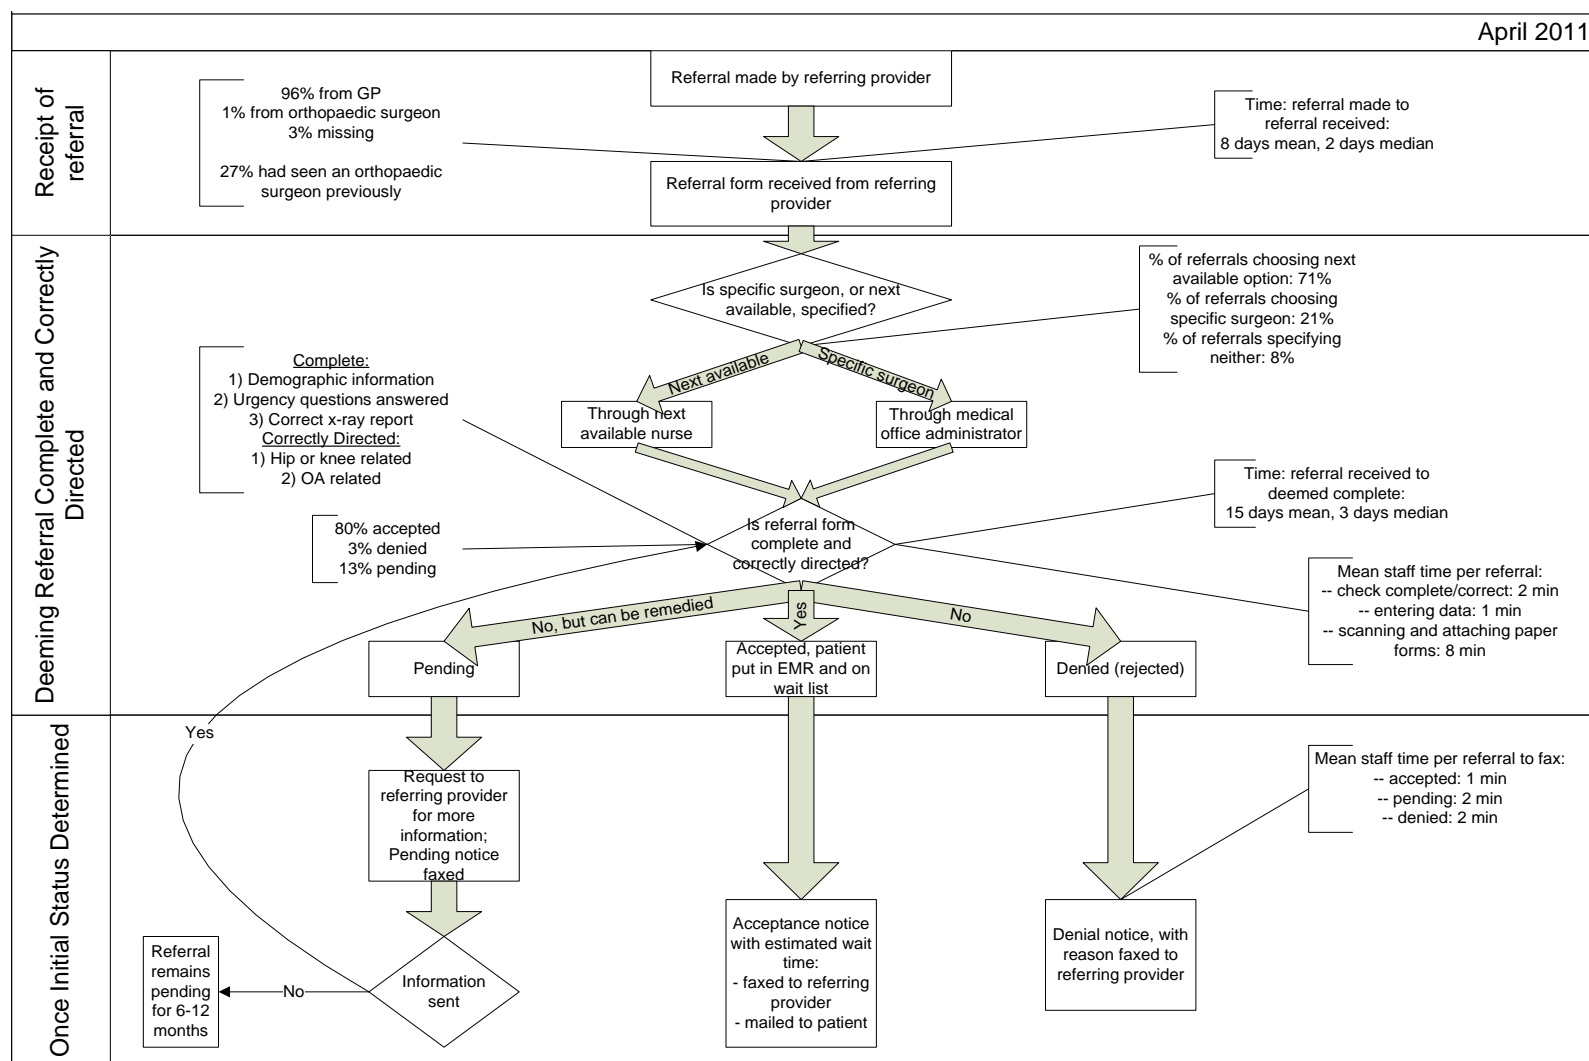 April 2011
Receipt of
referral
Referral made by referring provider
96% from GP
1% from orthopaedic surgeon
3% missing
27% had seen an orthopaedic
surgeon previously
Time: referral made to
referral received:
8 days mean, 2 days median
Referral form received from referring
provider
Deeming Referral Complete and Correctly
Directed
Is specific surgeon, or next
available, specified?
% of referrals choosing next
available option: 71%
% of referrals choosing
specific surgeon: 21%
% of referrals specifying
neither: 8%
Next available
Specific surgeon
Complete:
1) Demographic information
2) Urgency questions answered
3) Correct x-ray report
Correctly Directed:
1) Hip or knee related
2) OA related
Through next
available nurse
Through medical
office administrator
Time: referral received to
deemed complete:
15 days mean, 3 days median
80% accepted
3% denied
13% pending
Is referral form
complete and
correctly directed?
Mean staff time per referral:
-- check complete/correct: 2 min
-- entering data: 1 min
-- scanning and attaching paper
forms: 8 min
No, but can be remedied
Yes
No
Pending
Accepted, patient
put in EMR and on
wait list
Denied (rejected)
Once Initial Status Determined
Yes
Request to
referring provider
for more
information;
Pending notice
faxed
Mean staff time per referral to fax:
-- accepted: 1 min
-- pending: 2 min
-- denied: 2 min
Referral
remains
pending
for 6-12
months
No
Information
sent
Acceptance notice
with estimated wait
time:
- faxed to referring
provider
- mailed to patient
Denial notice, with
reason faxed to
referring provider